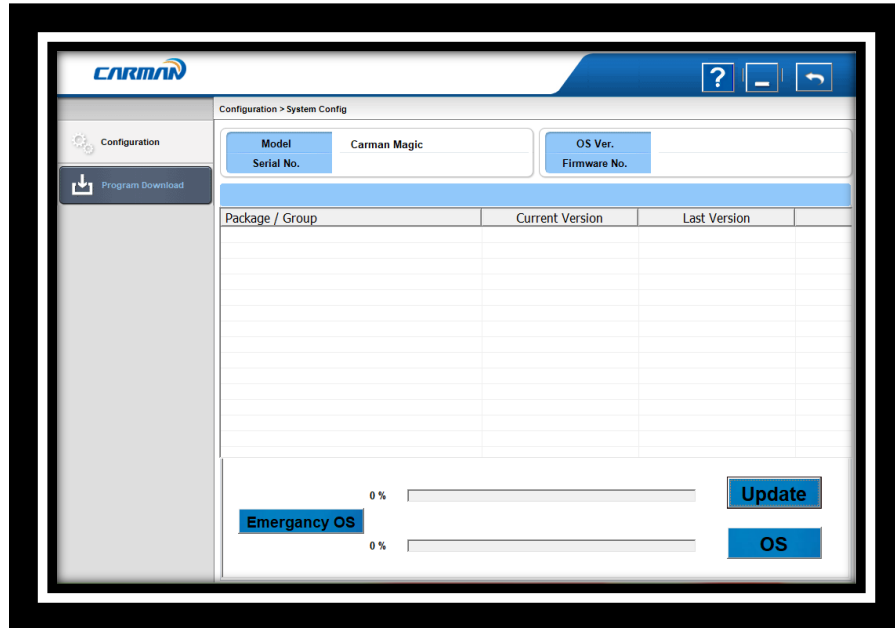 CARMAN
?
Configuration > System Config
Configuration
Program Download
Model Carman Magic
Serial No.
OS Ver.
Firmware No.
Package / Group Current Version Last Version
0 %
Update
Emergancy OS
0 %
OS